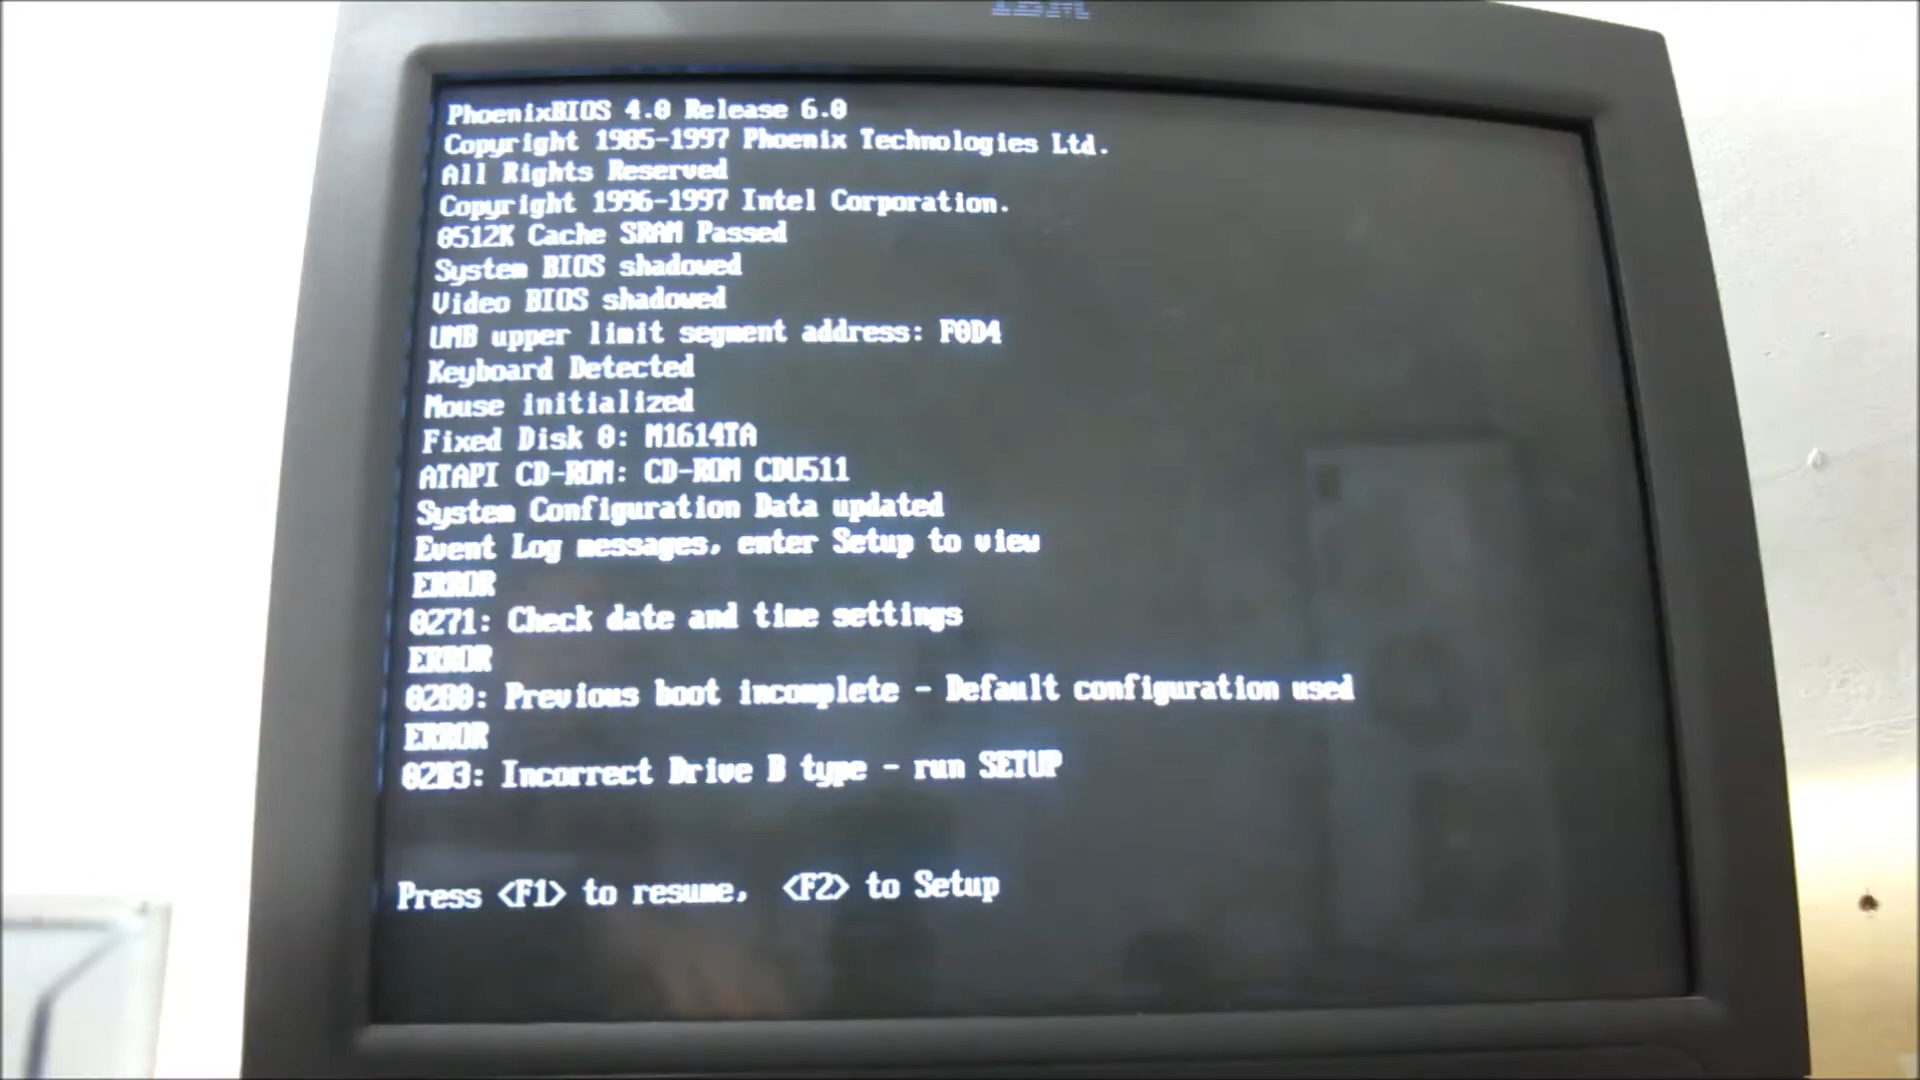 IBM
PhoenixBIOS 4.0 Release 6.0
Copyright 1985-1997 Phoenix Technologies Ltd.
All Rights Reserved
Copyright 1996-1997 Intel Corporation.
0512K Cache SRAM Passed
System BIOS shadowed
Video BIOS shadowed
UMB upper limit segment address: F0D4
Keyboard Detected
Mouse initialized
Fixed Disk 0: M1614TA
ATAPI CD-ROM: CD-ROM CDU511
System Configuration Data updated
Event Log messages, enter Setup to view
ERROR
0271: Check date and time settings
ERROR
0280: Previous boot incomplete - Default configuration used
ERROR
02B3: Incorrect Drive B type - run SETUP
Press <F1> to resume, <F2> to Setup